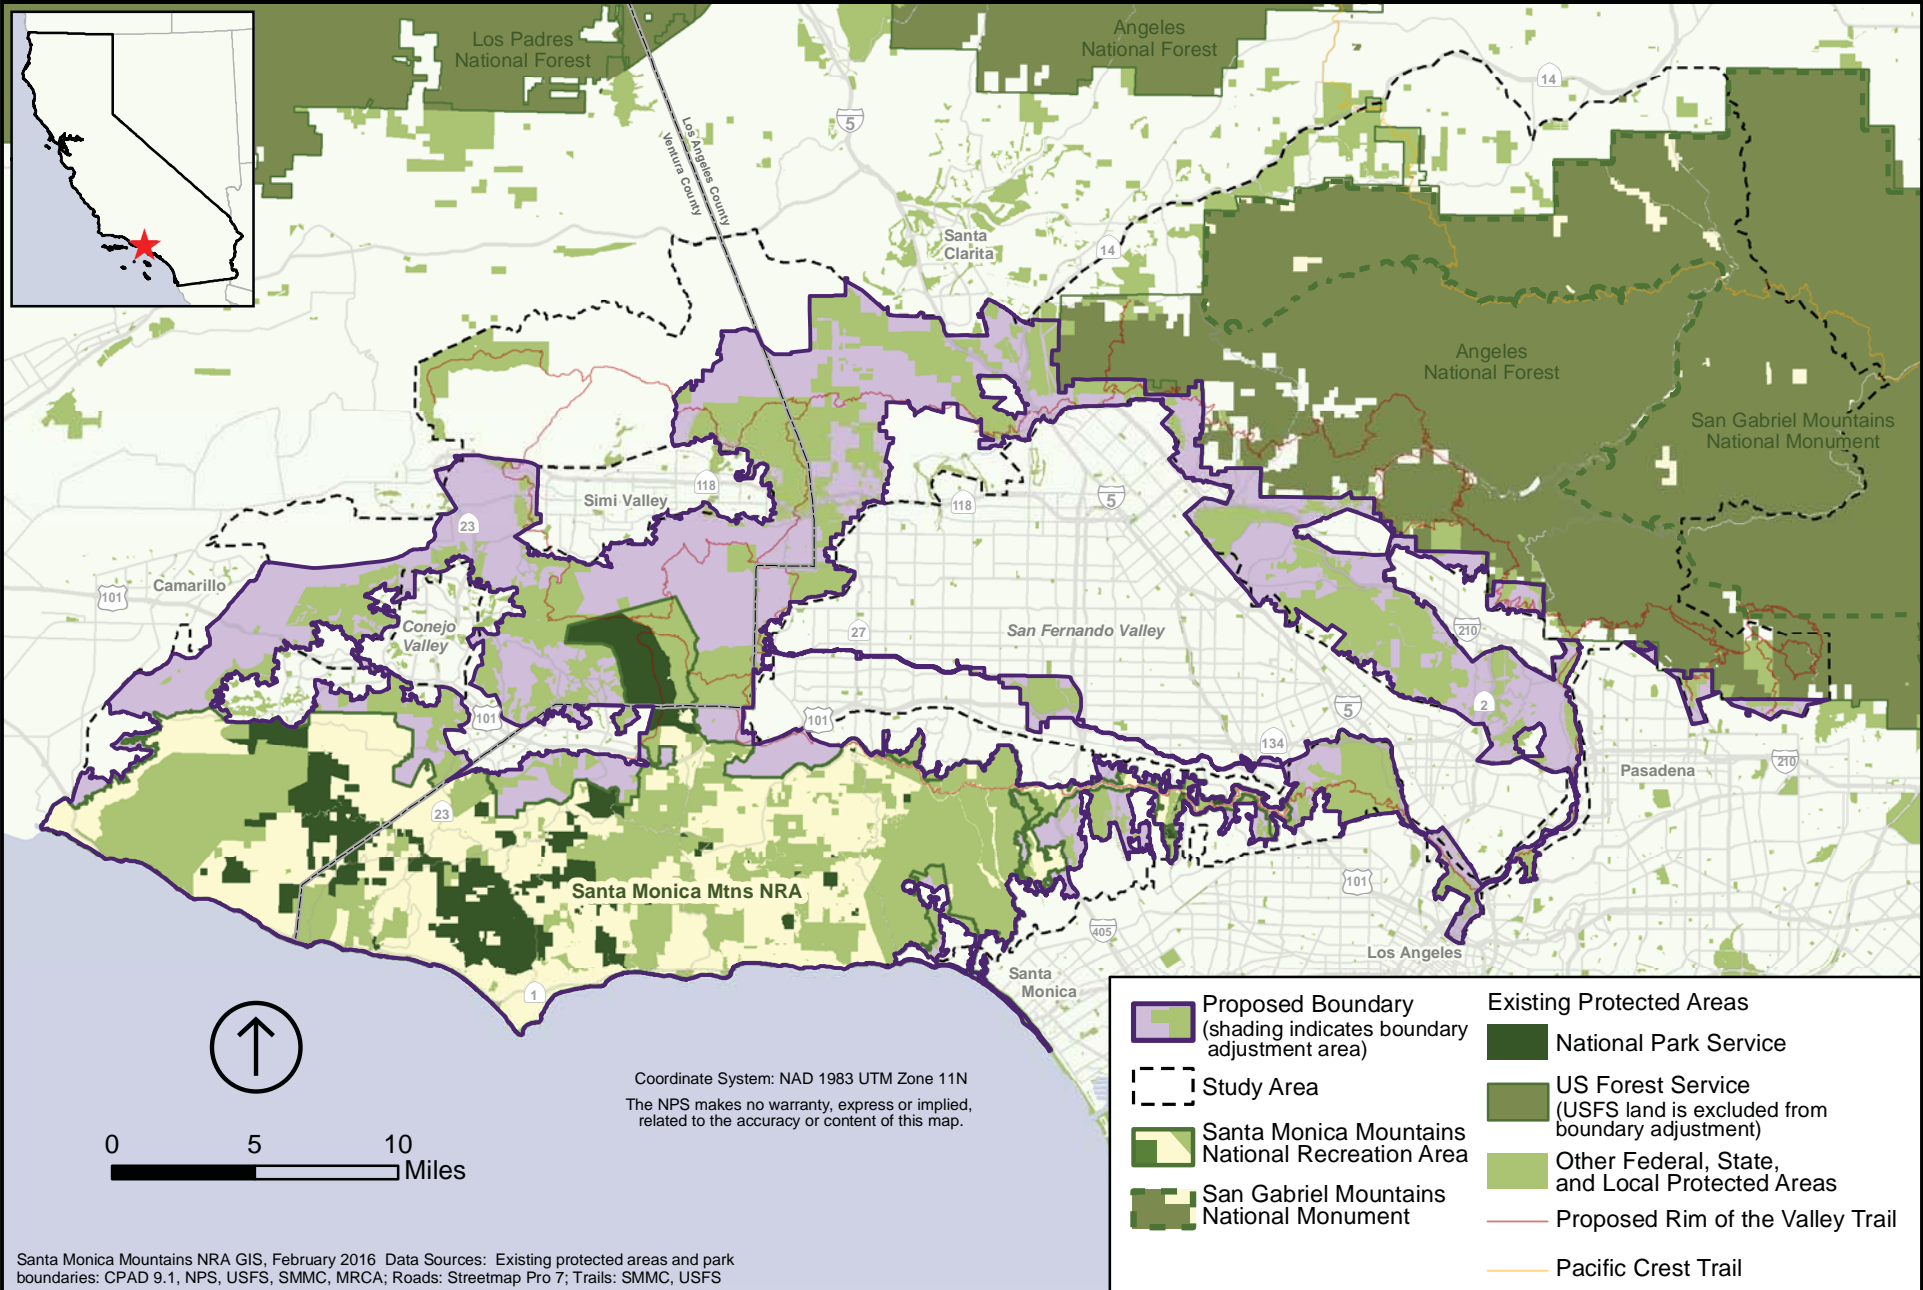 Los Padres
National Forest
Angeles
National Forest
14
5
Los Angeles County
Ventura County
Santa
Clarita
14
Angeles
National Forest
San Gabriel Mountains
National Monument
Simi Valley
118
118
5
23
Camarillo
101
Conejo
Valley
27
San Fernando Valley
210
101
101
5
2
134
Pasadena
210
23
Santa Monica Mtns NRA
101
405
Los Angeles
Santa
Monica
1
Coordinate System: NAD 1983 UTM Zone 11N
The NPS makes no warranty, express or implied,
related to the accuracy or content of this map.
0 5 10
Miles
Santa Monica Mountains NRA GIS, February 2016 Data Sources: Existing protected areas and park
boundaries: CPAD 9.1, NPS, USFS, SMMC, MRCA; Roads: Streetmap Pro 7; Trails: SMMC, USFS
Proposed Boundary
(shading indicates boundary
adjustment area)
Study Area
Santa Monica Mountains
National Recreation Area
San Gabriel Mountains
National Monument
Existing Protected Areas
National Park Service
US Forest Service
(USFS land is excluded from
boundary adjustment)
Other Federal, State,
and Local Protected Areas
Proposed Rim of the Valley Trail
Pacific Crest Trail